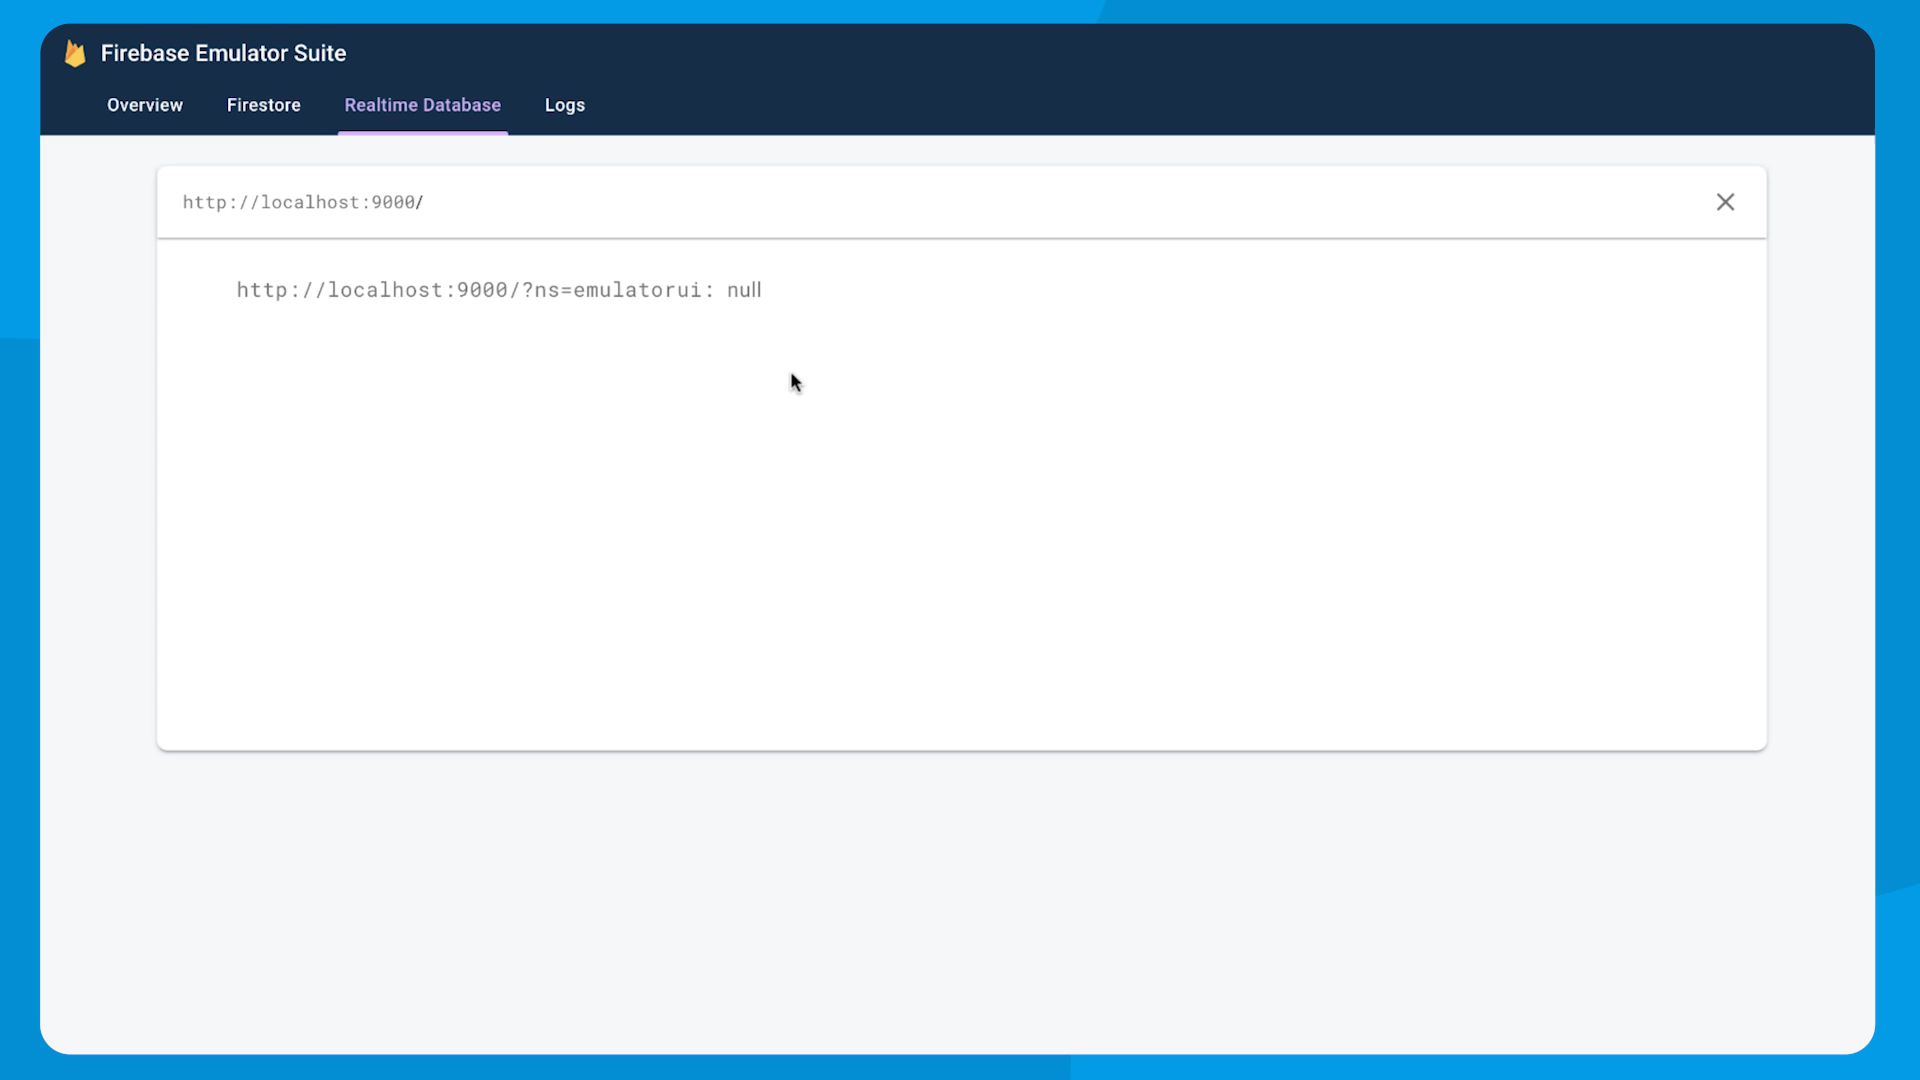 Firebase Emulator Suite
Overview Firestore Realtime Database Logs
http://localhost:9000/
http://localhost:9000/?ns=emulatorui: null